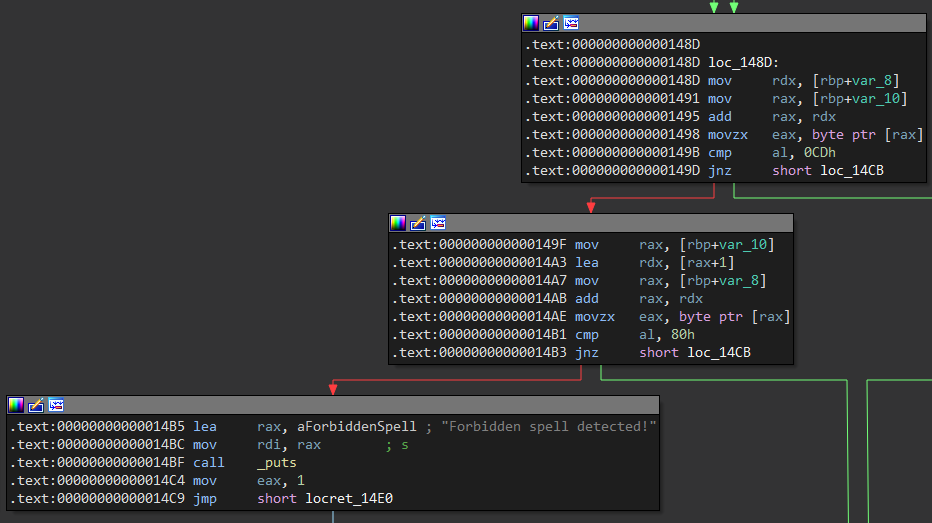 .text:000000000000148D
.text:000000000000148D loc_148D:
.text:000000000000148D mov rdx, [rbp+var_8]
.text:0000000000001491 mov rax, [rbp+var_10]
.text:0000000000001495 add rax, rdx
.text:0000000000001498 movzx eax, byte ptr [rax]
.text:000000000000149B cmp al, 0CDh
.text:000000000000149D jnz short loc_14CB
.text:000000000000149F mov rax, [rbp+var_10]
.text:00000000000014A3 lea rdx, [rax+1]
.text:00000000000014A7 mov rax, [rbp+var_8]
.text:00000000000014AB add rax, rdx
.text:00000000000014AE movzx eax, byte ptr [rax]
.text:00000000000014B1 cmp al, 80h
.text:00000000000014B3 jnz short loc_14CB
.text:00000000000014B5 lea rax, aForbiddenSpell ; "Forbidden spell detected!"
.text:00000000000014BC mov rdi, rax ; s
.text:00000000000014BF call _puts
.text:00000000000014C4 mov eax, 1
.text:00000000000014C9 jmp short locret_14E0